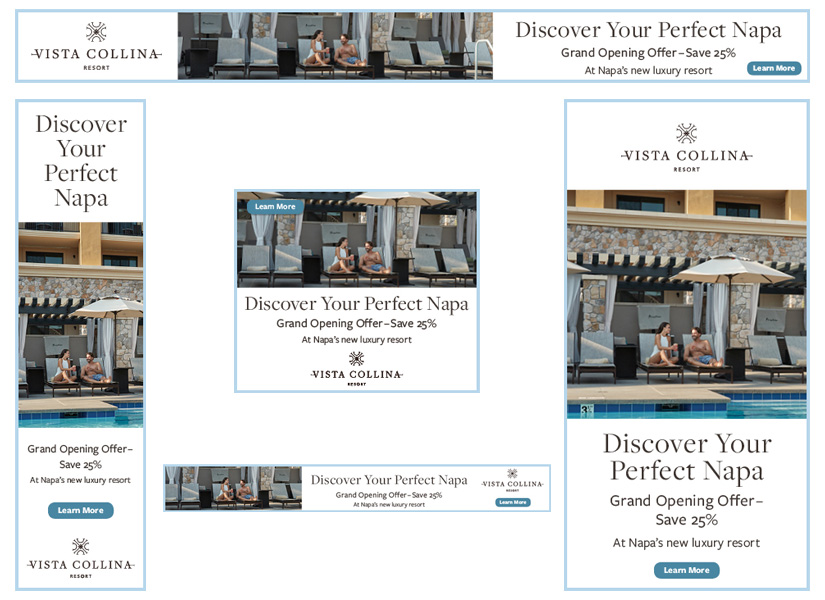 VISTA COLLINA
RESORT
Discover Your Perfect Napa
Grand Opening Offer–Save 25%
At Napa's new luxury resort
Learn More
Discover
Your
Perfect
Napa
Grand Opening Offer–
Save 25%
At Napa's new luxury resort
Learn More
VISTA COLLINA
RESORT
Learn More
Discover Your Perfect Napa
Grand Opening Offer–Save 25%
At Napa's new luxury resort
VISTA COLLINA
RESORT
Discover Your Perfect Napa
Grand Opening Offer–Save 25%
At Napa's new luxury resort
VISTA COLLINA
RESORT
Learn More
VISTA COLLINA
RESORT
Discover Your
Perfect Napa
Grand Opening Offer–
Save 25%
At Napa's new luxury resort
Learn More